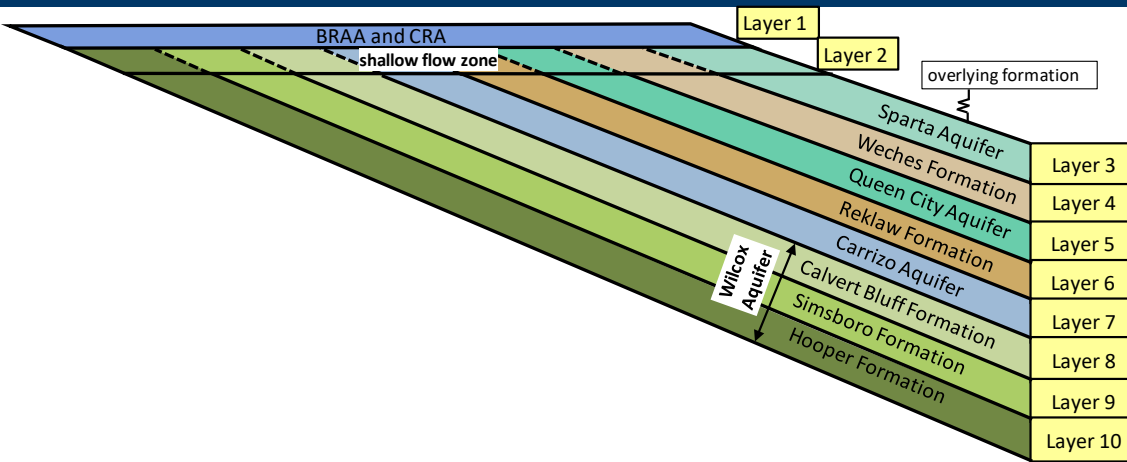 Layer 1
BRAA and CRA
Layer 2
shallow flow zone
overlying formation
Sparta Aquifer
Layer 3
Weches Formation
Layer 4
Queen City Aquifer
Layer 5
Reklaw Formation
Layer 6
Carrizo Aquifer
Layer 7
Wilcox
Aquifer
Calvert Bluff Formation
Layer 8
Simsboro Formation
Layer 9
Hooper Formation
Layer 10